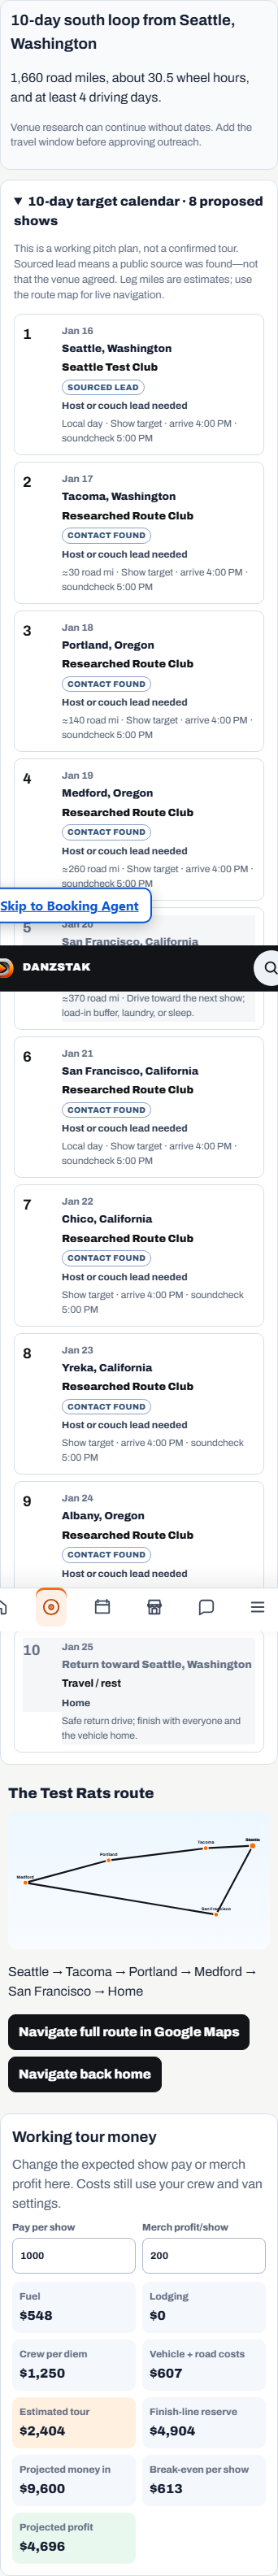 10-day south loop from Seattle,
Washington
1,660 road miles, about 30.5 wheel hours,
and at least 4 driving days.
Venue research can continue without dates. Add the
travel window before approving outreach.
▼ 10-day target calendar · 8 proposed
shows
This is a working pitch plan, not a confirmed tour.
Sourced lead means a public source was found—not
that the venue agreed. Leg miles are estimates; use
the route map for live navigation.
1
Jan 16
Seattle, Washington
Seattle Test Club
SOURCED LEAD
Host or couch lead needed
Local day · Show target · arrive 4:00 PM ·
soundcheck 5:00 PM
2
Jan 17
Tacoma, Washington
Researched Route Club
CONTACT FOUND
Host or couch lead needed
≈30 road mi · Show target · arrive 4:00 PM ·
soundcheck 5:00 PM
3
Jan 18
Portland, Oregon
Researched Route Club
CONTACT FOUND
Host or couch lead needed
≈140 road mi · Show target · arrive 4:00 PM ·
soundcheck 5:00 PM
4
Jan 19
Medford, Oregon
Researched Route Club
CONTACT FOUND
Host or couch lead needed
≈260 road mi · Show target · arrive 4:00 PM ·
soundcheck 5:00 PM
Skip to Booking Agent
5
Jan 20
San Francisco, California
DANZSTAK
≈370 road mi · Drive toward the next show;
load-in buffer, laundry, or sleep.
6
Jan 21
San Francisco, California
Researched Route Club
CONTACT FOUND
Host or couch lead needed
Local day · Show target · arrive 4:00 PM ·
soundcheck 5:00 PM
7
Jan 22
Chico, California
Researched Route Club
CONTACT FOUND
Host or couch lead needed
Show target · arrive 4:00 PM · soundcheck
5:00 PM
8
Jan 23
Yreka, California
Researched Route Club
CONTACT FOUND
Host or couch lead needed
Show target · arrive 4:00 PM · soundcheck
5:00 PM
9
Jan 24
Albany, Oregon
Researched Route Club
CONTACT FOUND
Host or couch lead needed
10
Jan 25
Return toward Seattle, Washington
Travel / rest
Home
Safe return drive; finish with everyone and
the vehicle home.
The Test Rats route
Seattle
Tacoma
Portland
Medford
San Francisco
Seattle → Tacoma → Portland → Medford →
San Francisco → Home
Navigate full route in Google Maps
Navigate back home
Working tour money
Change the expected show pay or merch
profit here. Costs still use your crew and van
settings.
Pay per show
Merch profit/show
1000
200
Fuel
$548
Lodging
$0
Crew per diem
$1,250
Vehicle + road costs
$607
Estimated tour
$2,404
Finish-line reserve
$4,904
Projected money in
$9,600
Break-even per show
$613
Projected profit
$4,696